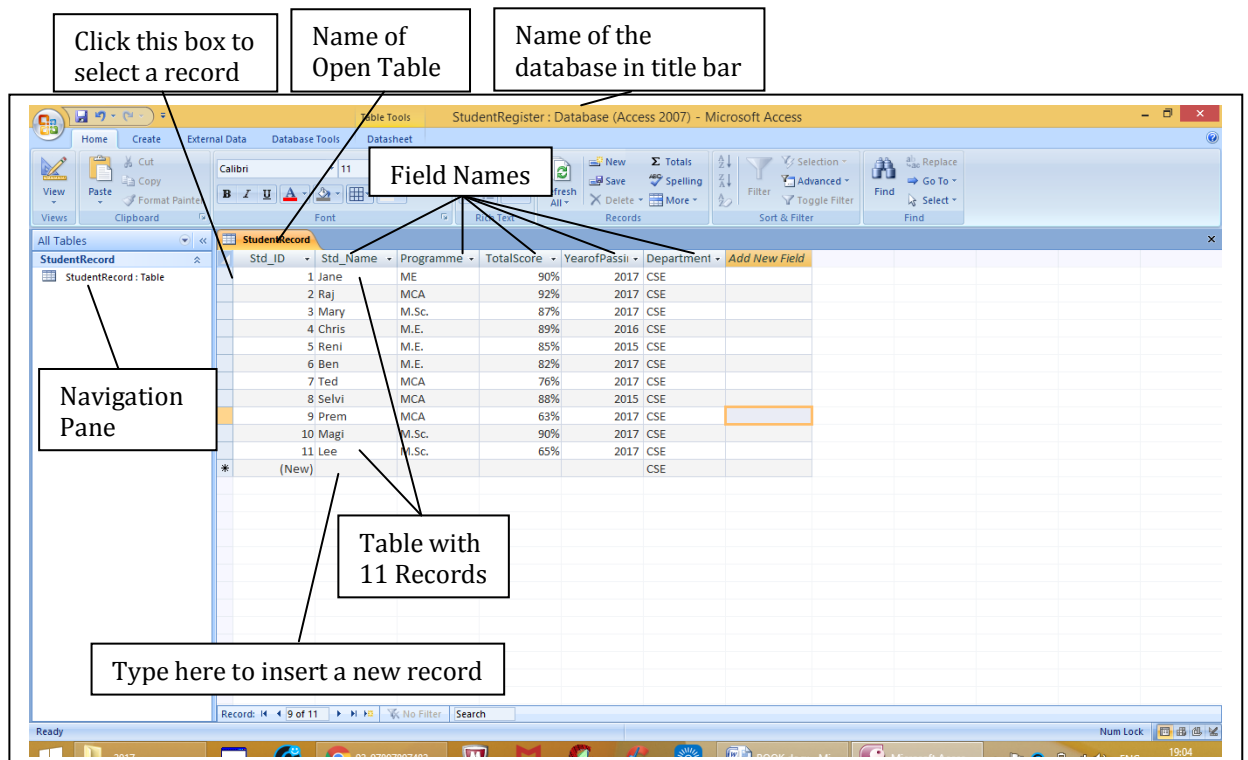 Click this box to
select a record
Name of
Open Table
Name of the
database in title bar
Table Tools
StudentRegister : Database (Access 2007) - Microsoft Access
Home Create External Data Database Tools Datasheet
View
Views
Paste
Cut
Copy
Format Painter
Clipboard
Calibri 11
B I U A
Font
Field Names
Rich Text
All
New
Save
Delete
Σ Totals
Spelling
More
Records
Filter
Selection
Advanced
Toggle Filter
Sort & Filter
Find
Replace
Go To
Select
Find
All Tables
StudentRecord
StudentRecord : Table
Navigation
Pane
StudentRecord
Std_ID Std_Name Programme TotalScore YearofPassin Department Add New Field
1 Jane ME 90% 2017 CSE
2 Raj MCA 92% 2017 CSE
3 Mary M.Sc. 87% 2017 CSE
4 Chris M.E. 89% 2016 CSE
5 Reni M.E. 85% 2015 CSE
6 Ben M.E. 82% 2017 CSE
7 Ted MCA 76% 2017 CSE
8 Selvi MCA 88% 2015 CSE
9 Prem MCA 63% 2017 CSE
10 Magi M.Sc. 90% 2017 CSE
11 Lee M.Sc. 65% 2017 CSE
* (New) CSE
Table with
11 Records
Type here to insert a new record
Record: 9 of 11 No Filter Search
Ready Num Lock
2017 19:04